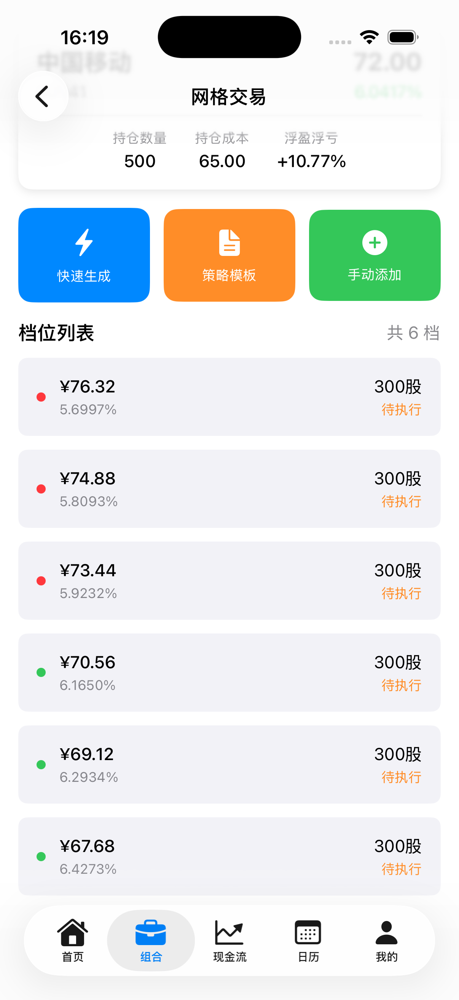 16:19
中国移动
72.00
41
6.0417%
网格交易
持仓数量 持仓成本 浮盈浮亏
500 65.00 +10.77%
快速生成 策略模板 手动添加
档位列表 共 6 档
¥76.32 300股
5.6997% 待执行
¥74.88 300股
5.8093% 待执行
¥73.44 300股
5.9232% 待执行
¥70.56 300股
6.1650% 待执行
¥69.12 300股
6.2934% 待执行
¥67.68 300股
6.4273% 待执行
首页 组合 现金流 日历 我的